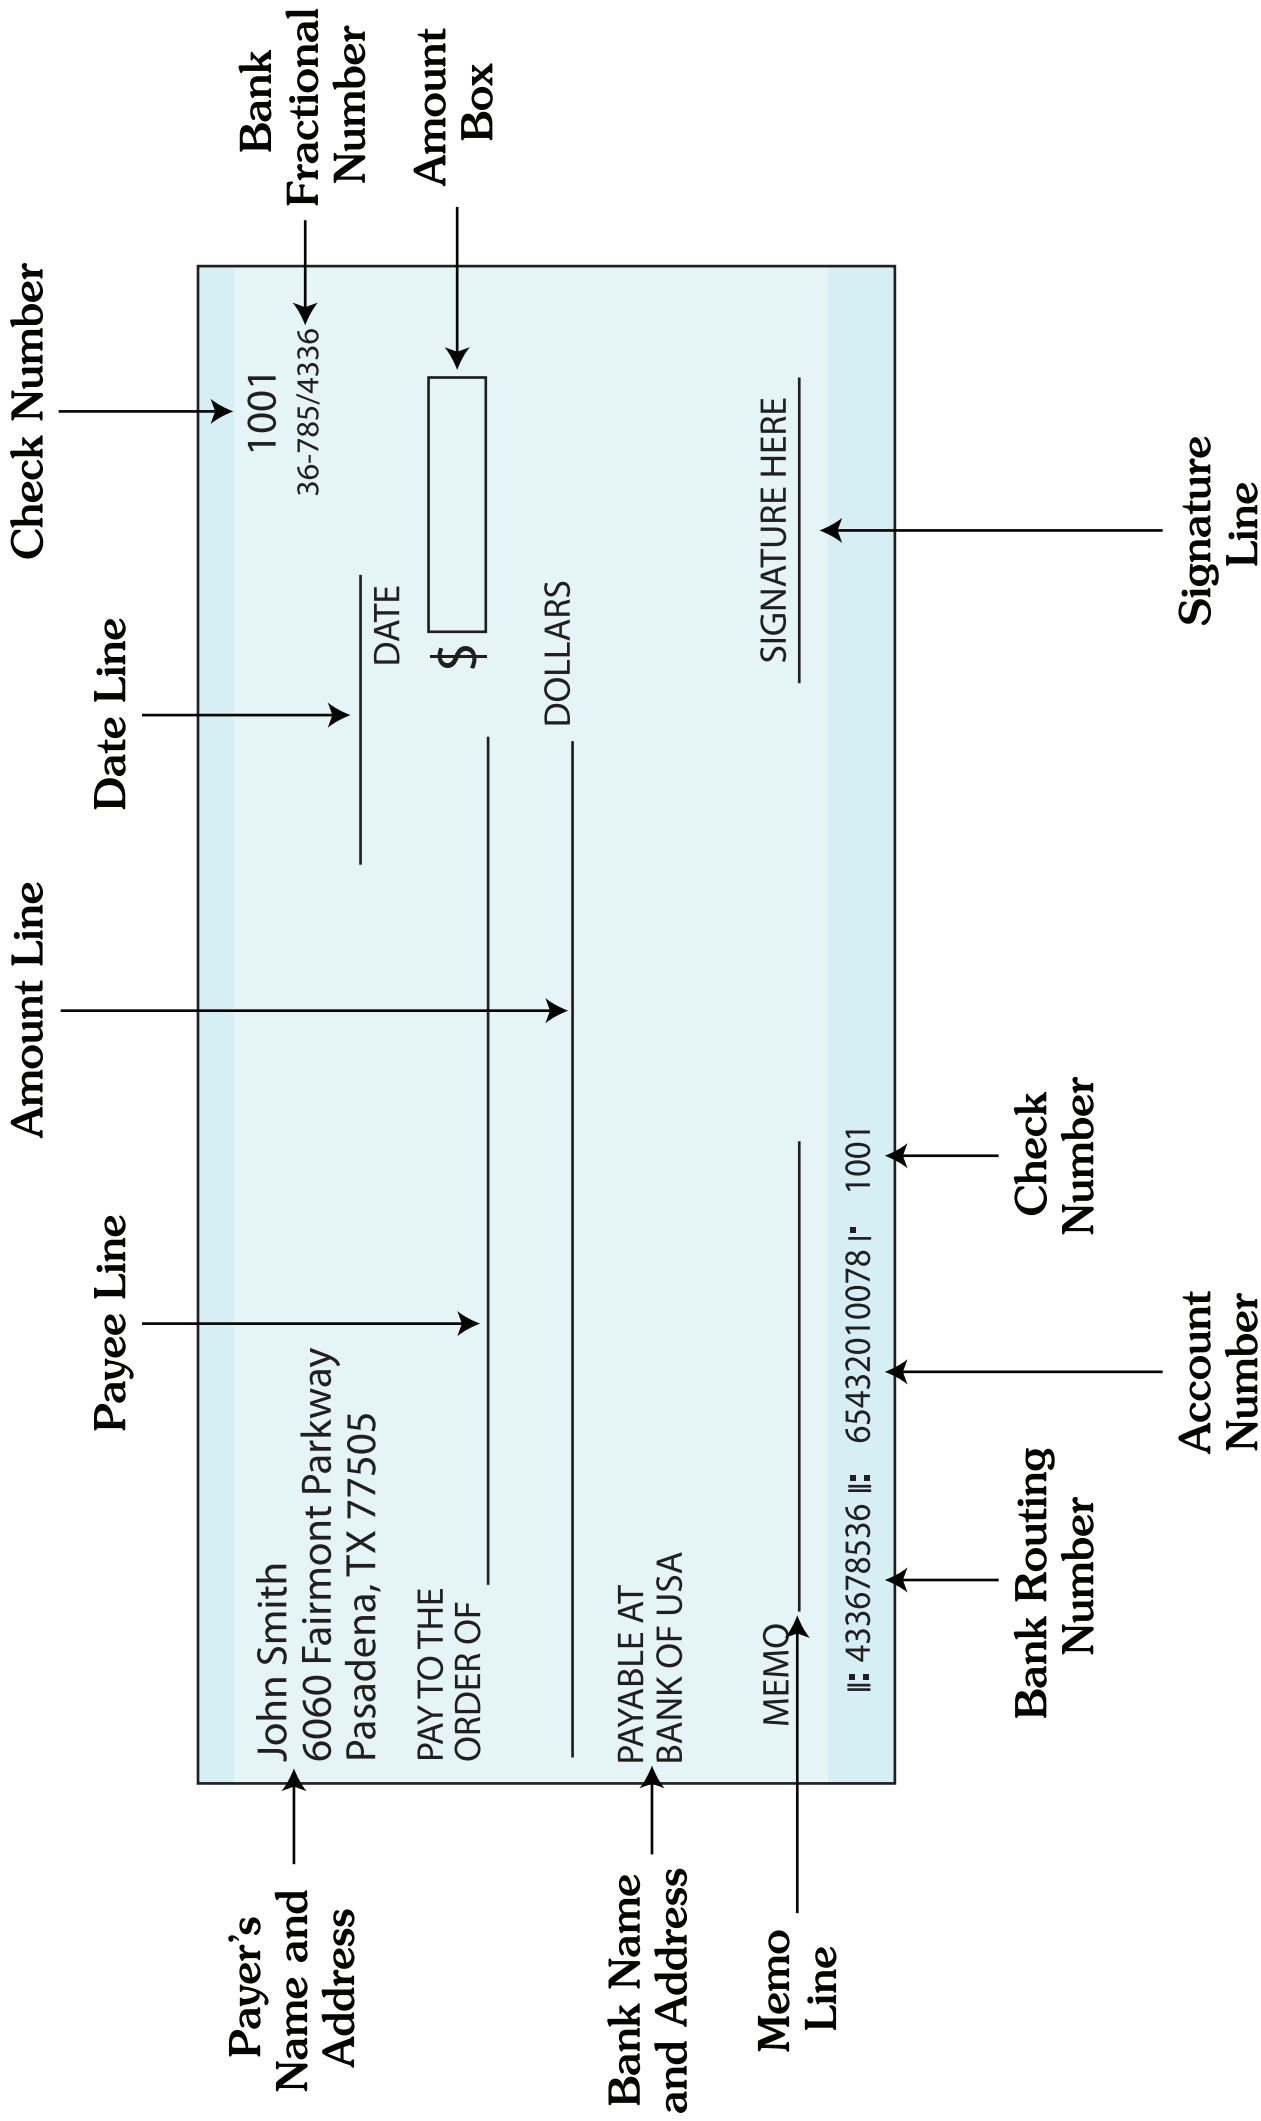 Check Number
Amount Line
Date Line
Payee Line
Bank
Fractional
Number
Amount
Box
Payer's
Name and
Address
John Smith
6060 Fairmont Parkway
Pasadena, TX 77505
1001
36-785/4336
DATE
PAY TO THE
ORDER OF
$
DOLLARS
Bank Name
and Address
PAYABLE AT
BANK OF USA
Memo
Line
MEMO
SIGNATURE HERE
⑆ 433678536 ⑆ 65432010078 ⑈ 1001
Bank Routing
Number
Account
Number
Check
Number
Signature
Line